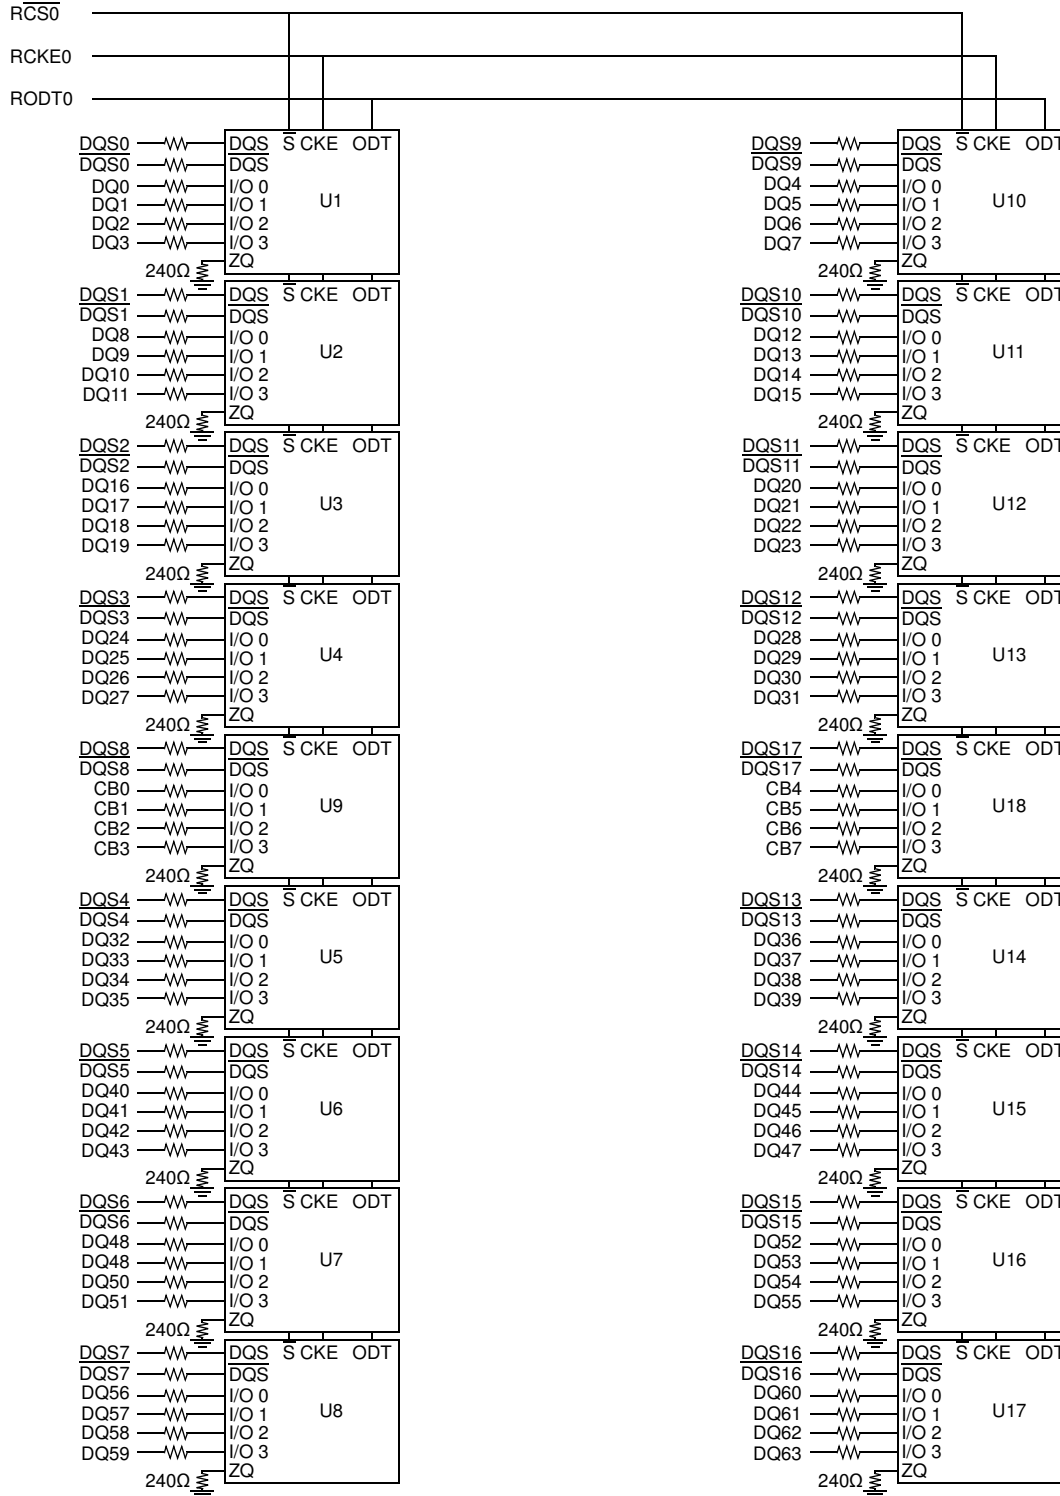 RCS0
RCKE0
RODT0
DQS0 DQS S CKE ODT
DQS0 DQS
DQ0 I/O 0
DQ1 I/O 1 U1
DQ2 I/O 2
DQ3 I/O 3
240Ω ZQ
DQS1 DQS S CKE ODT
DQS1 DQS
DQ8 I/O 0
DQ9 I/O 1 U2
DQ10 I/O 2
DQ11 I/O 3
240Ω ZQ
DQS2 DQS S CKE ODT
DQS2 DQS
DQ16 I/O 0
DQ17 I/O 1 U3
DQ18 I/O 2
DQ19 I/O 3
240Ω ZQ
DQS3 DQS S CKE ODT
DQS3 DQS
DQ24 I/O 0
DQ25 I/O 1 U4
DQ26 I/O 2
DQ27 I/O 3
240Ω ZQ
DQS8 DQS S CKE ODT
DQS8 DQS
CB0 I/O 0
CB1 I/O 1 U9
CB2 I/O 2
CB3 I/O 3
240Ω ZQ
DQS4 DQS S CKE ODT
DQS4 DQS
DQ32 I/O 0
DQ33 I/O 1 U5
DQ34 I/O 2
DQ35 I/O 3
240Ω ZQ
DQS5 DQS S CKE ODT
DQS5 DQS
DQ40 I/O 0
DQ41 I/O 1 U6
DQ42 I/O 2
DQ43 I/O 3
240Ω ZQ
DQS6 DQS S CKE ODT
DQS6 DQS
DQ48 I/O 0
DQ48 I/O 1 U7
DQ50 I/O 2
DQ51 I/O 3
240Ω ZQ
DQS7 DQS S CKE ODT
DQS7 DQS
DQ56 I/O 0
DQ57 I/O 1 U8
DQ58 I/O 2
DQ59 I/O 3
240Ω ZQ
DQS9 DQS S CKE ODT
DQS9 DQS
DQ4 I/O 0
DQ5 I/O 1 U10
DQ6 I/O 2
DQ7 I/O 3
240Ω ZQ
DQS10 DQS S CKE ODT
DQS10 DQS
DQ12 I/O 0
DQ13 I/O 1 U11
DQ14 I/O 2
DQ15 I/O 3
240Ω ZQ
DQS11 DQS S CKE ODT
DQS11 DQS
DQ20 I/O 0
DQ21 I/O 1 U12
DQ22 I/O 2
DQ23 I/O 3
240Ω ZQ
DQS12 DQS S CKE ODT
DQS12 DQS
DQ28 I/O 0
DQ29 I/O 1 U13
DQ30 I/O 2
DQ31 I/O 3
240Ω ZQ
DQS17 DQS S CKE ODT
DQS17 DQS
CB4 I/O 0
CB5 I/O 1 U18
CB6 I/O 2
CB7 I/O 3
240Ω ZQ
DQS13 DQS S CKE ODT
DQS13 DQS
DQ36 I/O 0
DQ37 I/O 1 U14
DQ38 I/O 2
DQ39 I/O 3
240Ω ZQ
DQS14 DQS S CKE ODT
DQS14 DQS
DQ44 I/O 0
DQ45 I/O 1 U15
DQ46 I/O 2
DQ47 I/O 3
240Ω ZQ
DQS15 DQS S CKE ODT
DQS15 DQS
DQ52 I/O 0
DQ53 I/O 1 U16
DQ54 I/O 2
DQ55 I/O 3
240Ω ZQ
DQS16 DQS S CKE ODT
DQS16 DQS
DQ60 I/O 0
DQ61 I/O 1 U17
DQ62 I/O 2
DQ63 I/O 3
240Ω ZQ